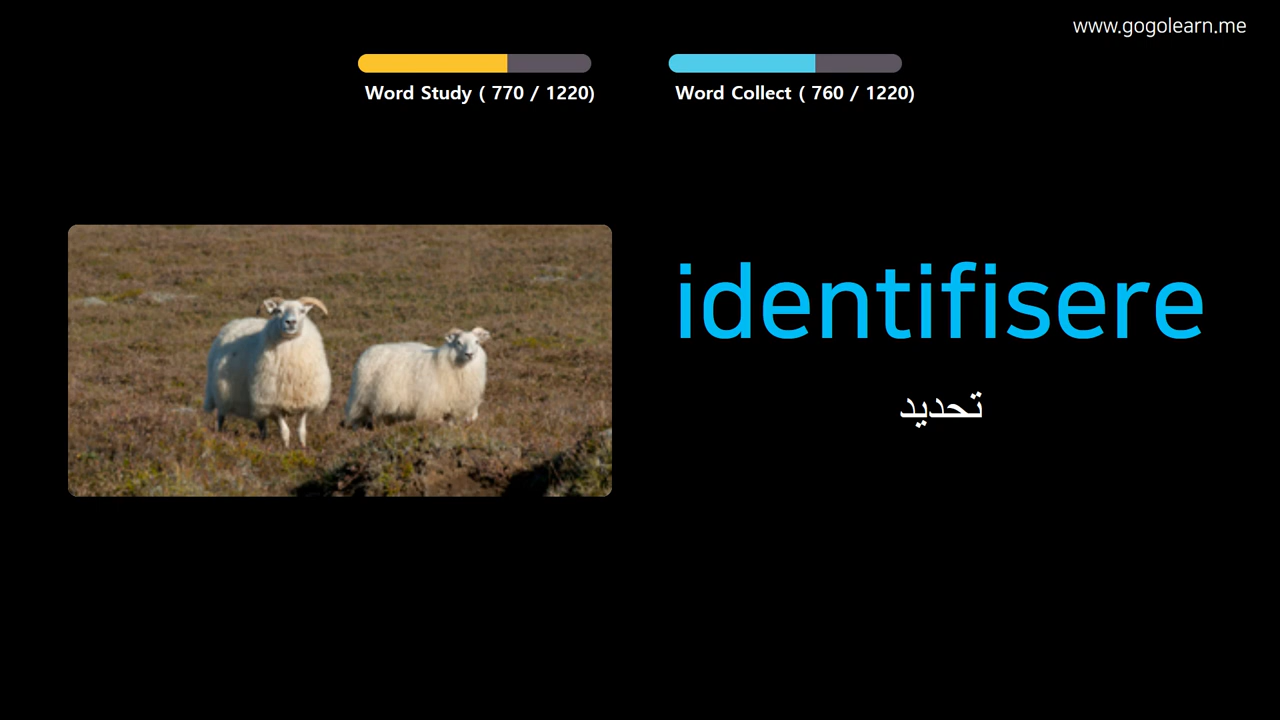 www.gogolearn.me
Word Study ( 770 / 1220)
Word Collect ( 760 / 1220)
identifisere
تحديد